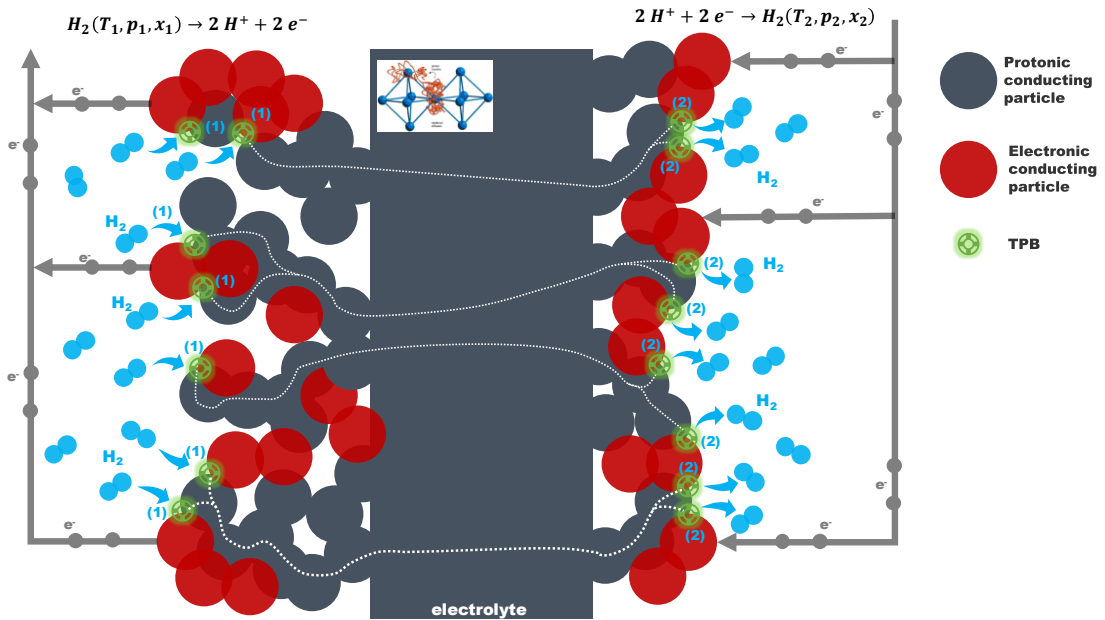 H₂(T₁, p₁, x₁) → 2 H⁺ + 2 e⁻
2 H⁺ + 2 e⁻ → H₂(T₂, p₂, x₂)
e⁻
e⁻
e⁻
e⁻
(1)
(1)
(2)
(2)
H₂
Protonic
conducting
particle
Electronic
conducting
particle
TPB
H₂
(1)
e⁻
e⁻
(2)
H₂
(1)
H₂
(2)
(1)
(2)
e⁻
H₂
(1)
(2)
H₂
(2)
e⁻
(1)
(2)
e⁻
e⁻
electrolyte